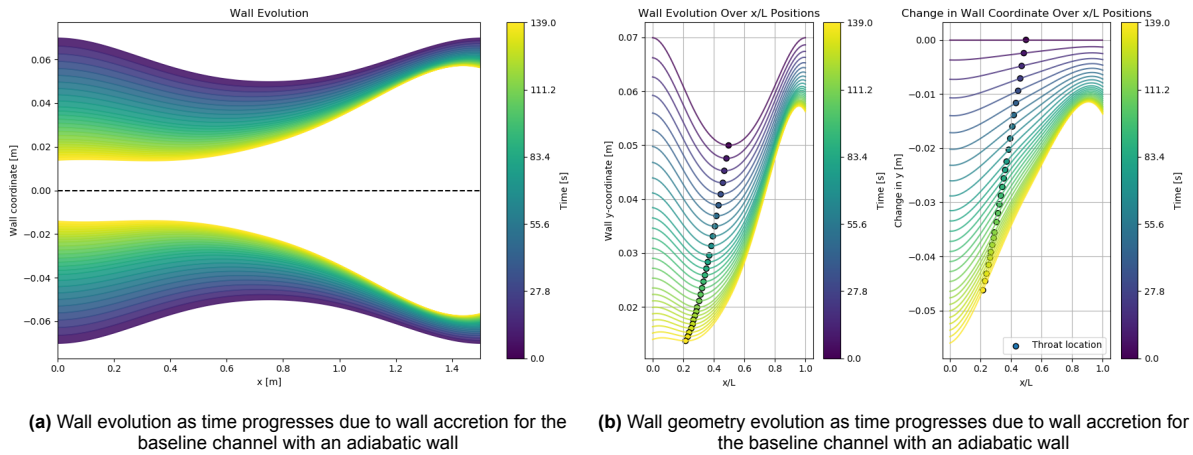 Wall Evolution
Wall coordinate [m]
0.06
0.04
0.02
0.00
−0.02
−0.04
−0.06
0.0 0.2 0.4 0.6 0.8 1.0 1.2 1.4
x [m]
139.0
111.2
83.4
55.6
27.8
0.0
Time [s]
Wall Evolution Over x/L Positions
Wall y-coordinate [m]
0.07
0.06
0.05
0.04
0.03
0.02
0.0 0.2 0.4 0.6 0.8 1.0
x/L
139.0
111.2
83.4
55.6
27.8
0.0
Time [s]
Change in Wall Coordinate Over x/L Positions
Change in y [m]
0.00
−0.01
−0.02
−0.03
−0.04
−0.05
Throat location
0.0 0.2 0.4 0.6 0.8 1.0
x/L
139.0
111.2
83.4
55.6
27.8
0.0
Time [s]
(a) Wall evolution as time progresses due to wall accretion for the
baseline channel with an adiabatic wall
(b) Wall geometry evolution as time progresses due to wall accretion for
the baseline channel with an adiabatic wall